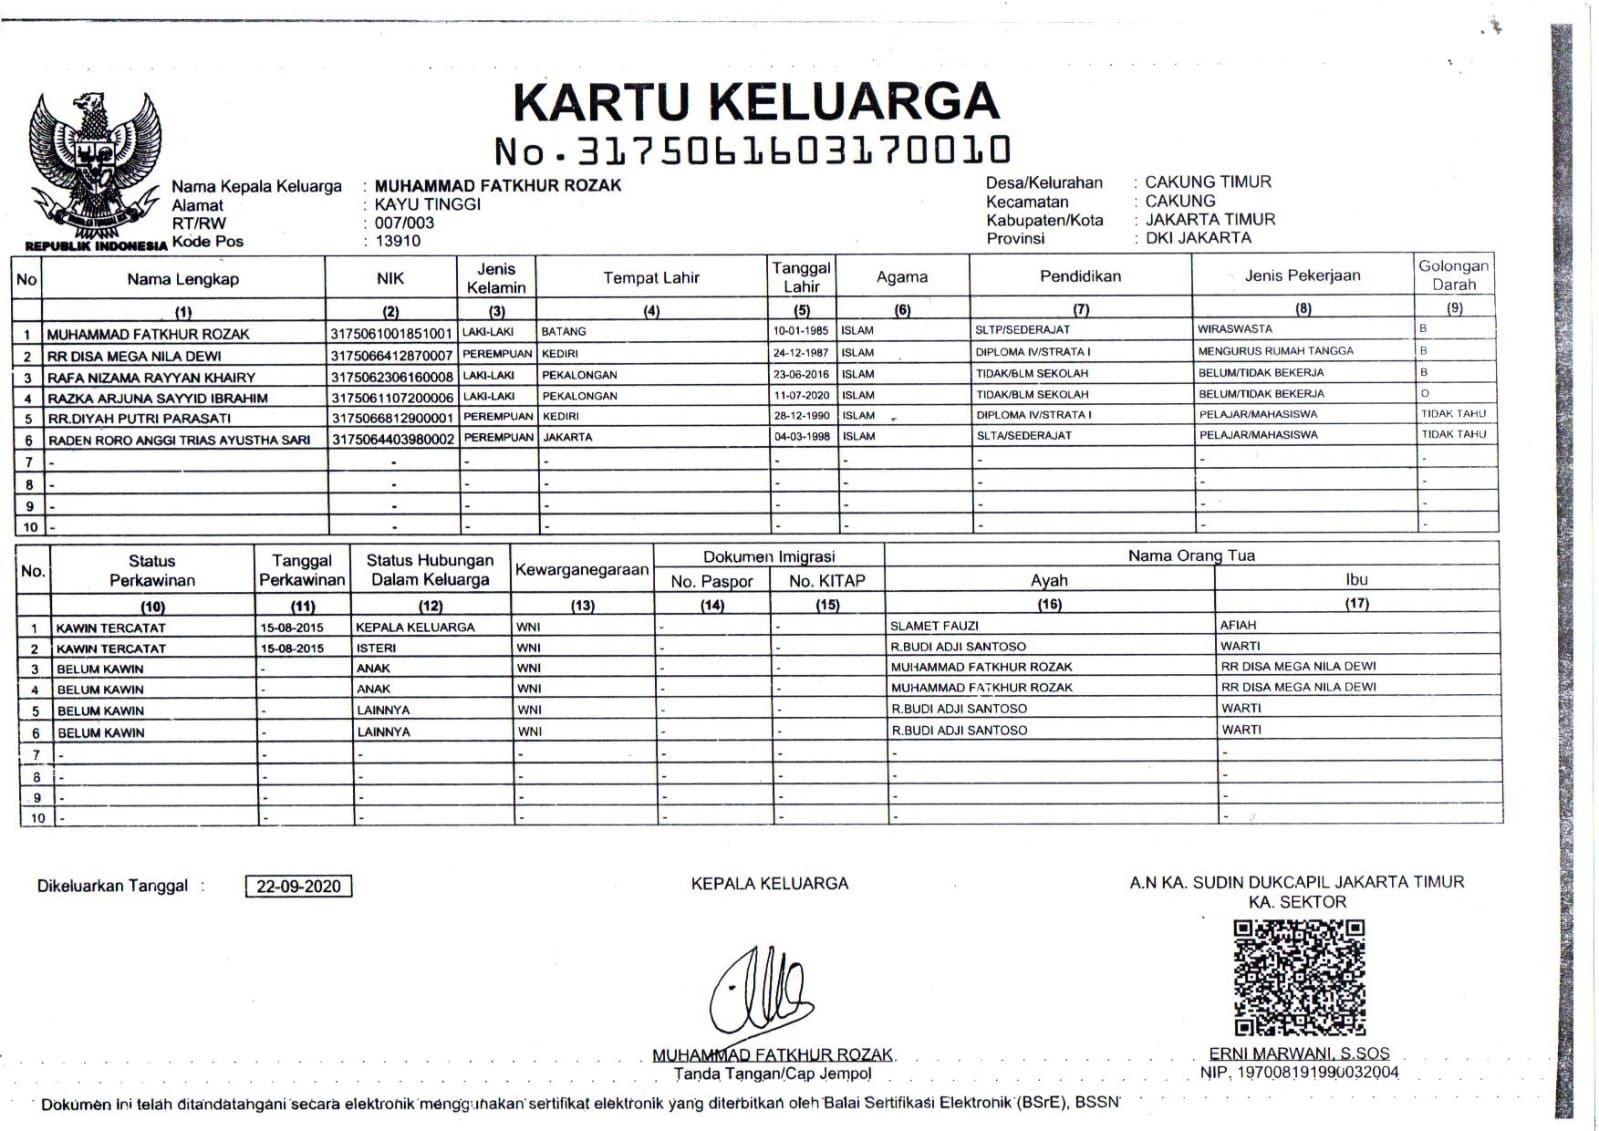 KARTU KELUARGA
No.3175061603170010
REPUBLIK INDONESIA
Nama Kepala Keluarga : MUHAMMAD FATKHUR ROZAK
Alamat : KAYU TINGGI
RT/RW : 007/003
Kode Pos : 13910
Desa/Kelurahan : CAKUNG TIMUR
Kecamatan : CAKUNG
Kabupaten/Kota : JAKARTA TIMUR
Provinsi : DKI JAKARTA
No Nama Lengkap NIK Jenis Kelamin Tempat Lahir Tanggal Lahir Agama Pendidikan Jenis Pekerjaan Golongan Darah
(1) (2) (3) (4) (5) (6) (7) (8) (9)
1 MUHAMMAD FATKHUR ROZAK 3175061001851001 LAKI-LAKI BATANG 10-01-1985 ISLAM SLTP/SEDERAJAT WIRASWASTA B
2 RR DISA MEGA NILA DEWI 3175066412870007 PEREMPUAN KEDIRI 24-12-1987 ISLAM DIPLOMA IV/STRATA I MENGURUS RUMAH TANGGA B
3 RAFA NIZAMA RAYYAN KHAIRY 3175062306160008 LAKI-LAKI PEKALONGAN 23-06-2016 ISLAM TIDAK/BLM SEKOLAH BELUM/TIDAK BEKERJA B
4 RAZKA ARJUNA SAYYID IBRAHIM 3175061107200006 LAKI-LAKI PEKALONGAN 11-07-2020 ISLAM TIDAK/BLM SEKOLAH BELUM/TIDAK BEKERJA O
5 RR.DIYAH PUTRI PARASATI 3175066812900001 PEREMPUAN KEDIRI 28-12-1990 ISLAM DIPLOMA IV/STRATA I PELAJAR/MAHASISWA TIDAK TAHU
6 RADEN RORO ANGGI TRIAS AYUSTHA SARI 3175064403980002 PEREMPUAN JAKARTA 04-03-1998 ISLAM SLTA/SEDERAJAT PELAJAR/MAHASISWA TIDAK TAHU
7 - - - - - - - - -
8 - - - - - - - - -
9 - - - - - - - - -
10 - - - - - - - - -
No. Status Perkawinan Tanggal Perkawinan Status Hubungan Dalam Keluarga Kewarganegaraan Dokumen Imigrasi Nama Orang Tua
No. Paspor No. KITAP Ayah Ibu
(10) (11) (12) (13) (14) (15) (16) (17)
1 KAWIN TERCATAT 15-08-2015 KEPALA KELUARGA WNI - - SLAMET FAUZI AFIAH
2 KAWIN TERCATAT 15-08-2015 ISTERI WNI - - R.BUDI ADJI SANTOSO WARTI
3 BELUM KAWIN - ANAK WNI - - MUHAMMAD FATKHUR ROZAK RR DISA MEGA NILA DEWI
4 BELUM KAWIN - ANAK WNI - - MUHAMMAD FATKHUR ROZAK RR DISA MEGA NILA DEWI
5 BELUM KAWIN - LAINNYA WNI - - R.BUDI ADJI SANTOSO WARTI
6 BELUM KAWIN - LAINNYA WNI - - R.BUDI ADJI SANTOSO WARTI
7 - - - - - - - -
8 - - - - - - - -
9 - - - - - - - -
10 - - - - - - - -
Dikeluarkan Tanggal : 22-09-2020
KEPALA KELUARGA
MUHAMMAD FATKHUR ROZAK
Tanda Tangan/Cap Jempol
A.N KA. SUDIN DUKCAPIL JAKARTA TIMUR
KA. SEKTOR
ERNI MARWANI, S.SOS
NIP. 197008191990032004
Dokumen ini telah ditandatahgani secara elektronik menggunakan sertifikat elektronik yang diterbitkan oleh Balai Sertifikasi Elektronik (BSrE), BSSN